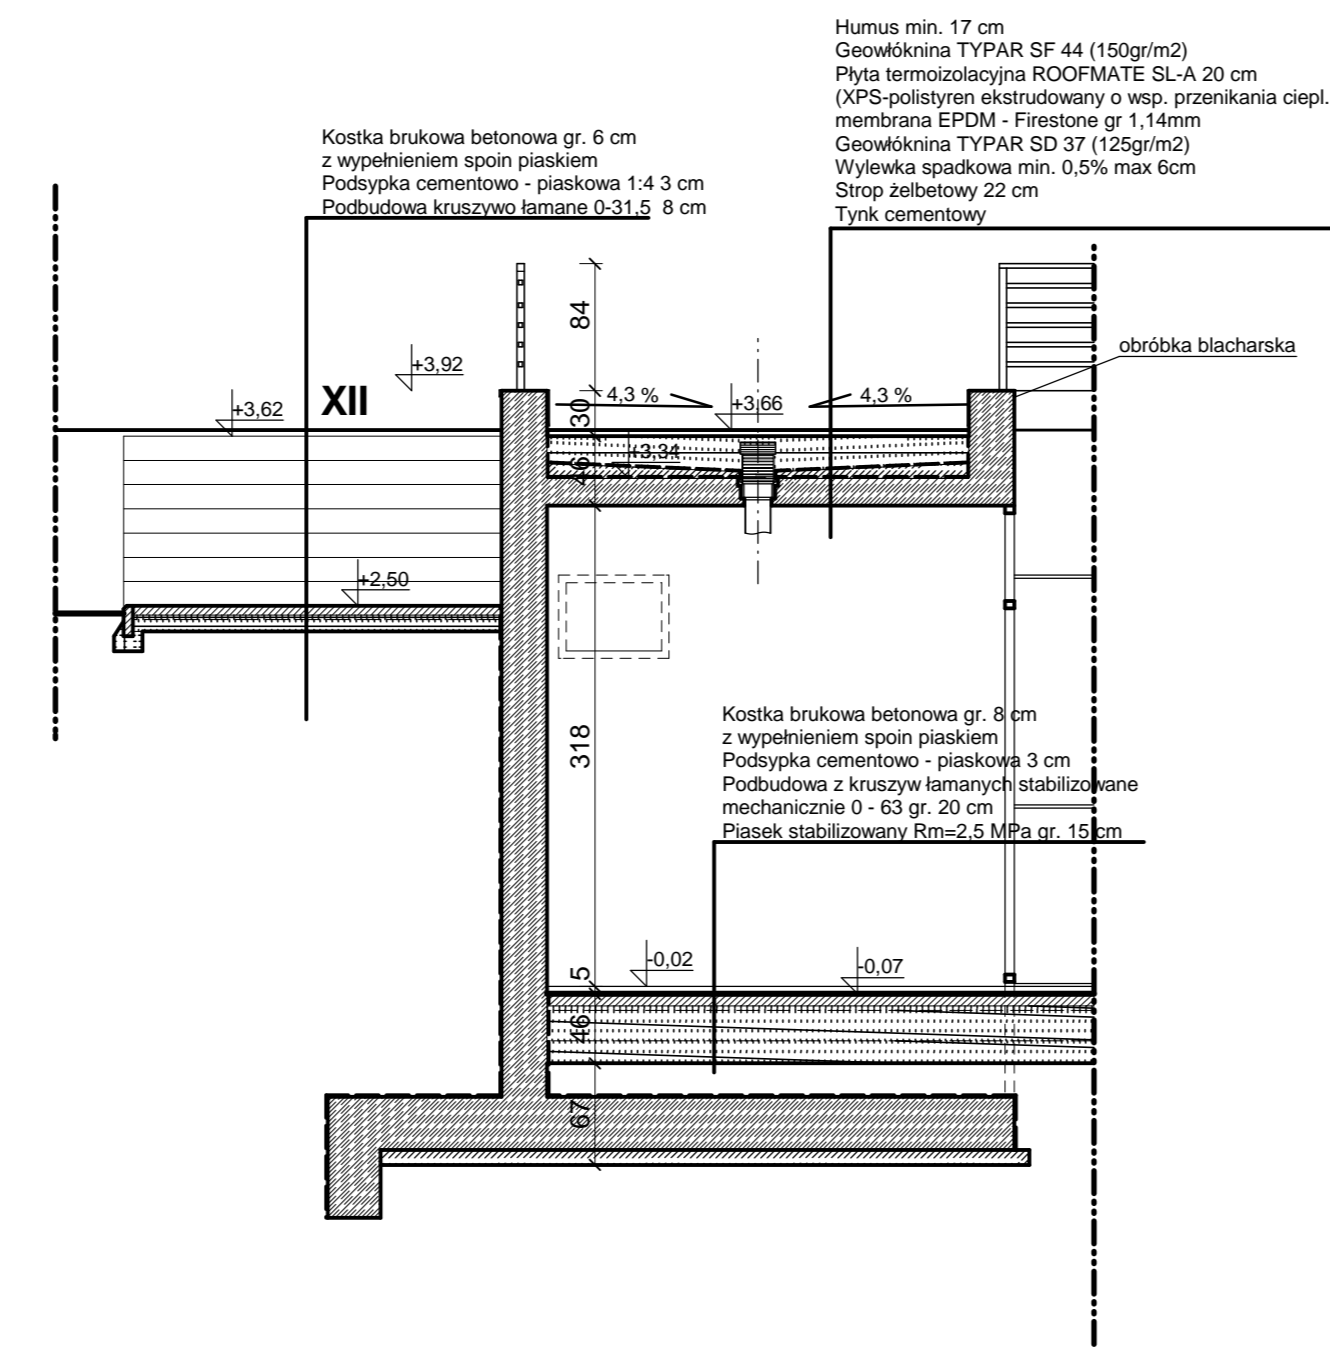 Humus min. 17 cm
Geowłóknina TYPAR SF 44 (150gr/m2)
Płyta termoizolacyjna ROOFMATE SL-A 20 cm
(XPS-polistyren ekstrudowany o wsp. przenikania ciepl.
membrana EPDM - Firestone gr 1,14mm
Geowłóknina TYPAR SD 37 (125gr/m2)
Wylewka spadkowa min. 0,5% max 6cm
Strop żelbetowy 22 cm
Tynk cementowy
Kostka brukowa betonowa gr. 6 cm
z wypełnieniem spoin piaskiem
Podsypka cementowo - piaskowa 1:4 3 cm
Podbudowa kruszywo łamane 0-31,5 8 cm
84
obróbka blacharska
+3,92
XII
+3,62
30
4,3 %
+3,66
4,3 %
+3,34
46
+2,50
318
Kostka brukowa betonowa gr. 8 cm
z wypełnieniem spoin piaskiem
Podsypka cementowo - piaskowa 3 cm
Podbudowa z kruszyw łamanych stabilizowane
mechanicznie 0 - 63 gr. 20 cm
Piasek stabilizowany Rm=2,5 MPa gr. 15 cm
5
-0,02
-0,07
46
67